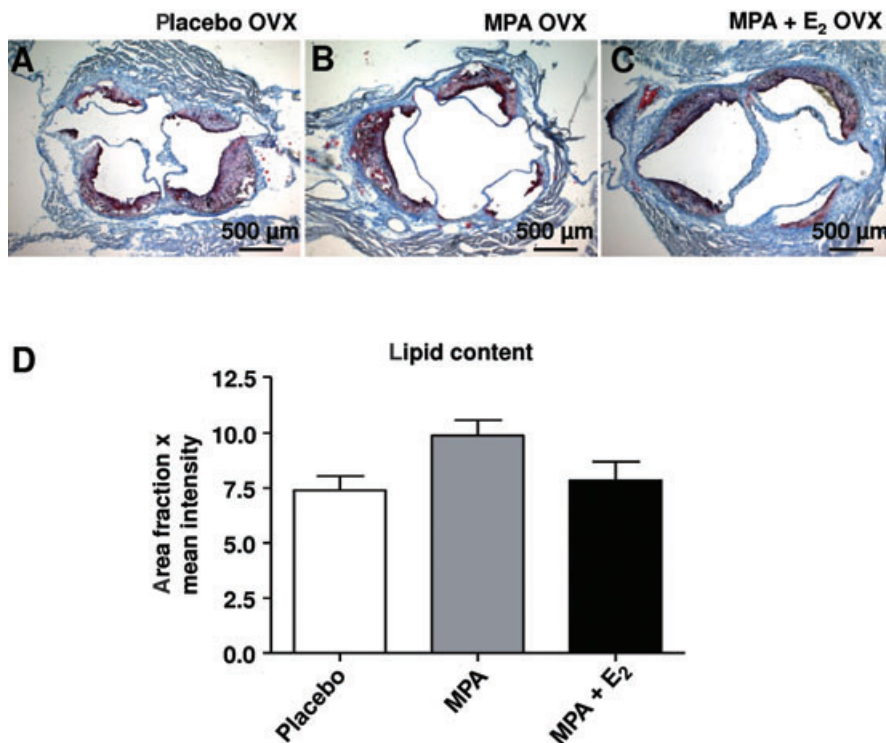 Placebo OVX
MPA OVX
MPA + E₂ OVX
A
B
C
500 µm
500 µm
500 µm
D
Lipid content
Area fraction x
mean intensity
12.5
10.0
7.5
5.0
2.5
0.0
Placebo
MPA
MPA + E₂